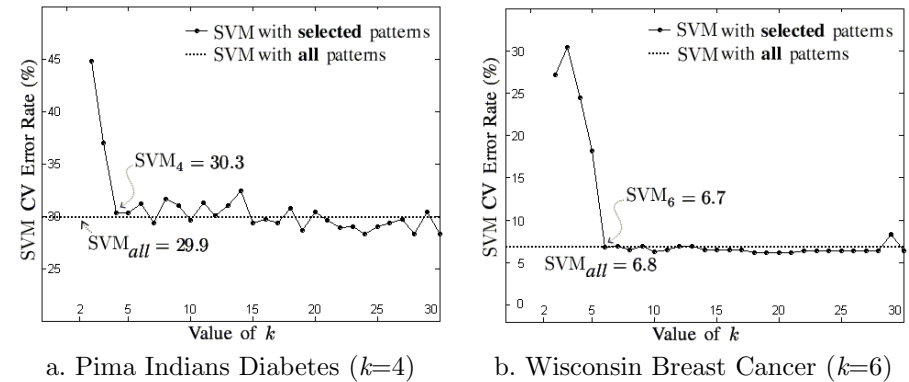 SVM with selected patterns
SVM with all patterns
SVM CV Error Rate (%)
45
40
35
30
25
SVM4 = 30.3
SVMall = 29.9
2 5 10 15 20 25 30
Value of k
a. Pima Indians Diabetes (k=4)
SVM with selected patterns
SVM with all patterns
SVM CV Error Rate (%)
30
25
20
15
10
5
0
SVM6 = 6.7
SVMall = 6.8
2 5 10 15 20 25 30
Value of k
b. Wisconsin Breast Cancer (k=6)